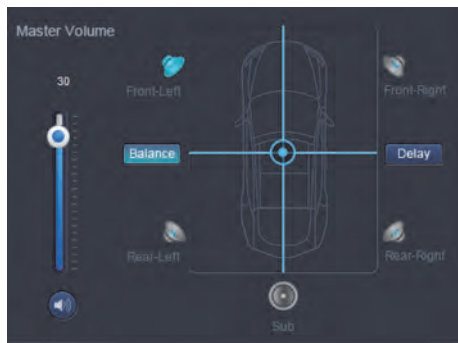 Master Volume
30
Front-Left
Front-Right
Balance
Delay
Rear-Left
Rear-Right
Sub